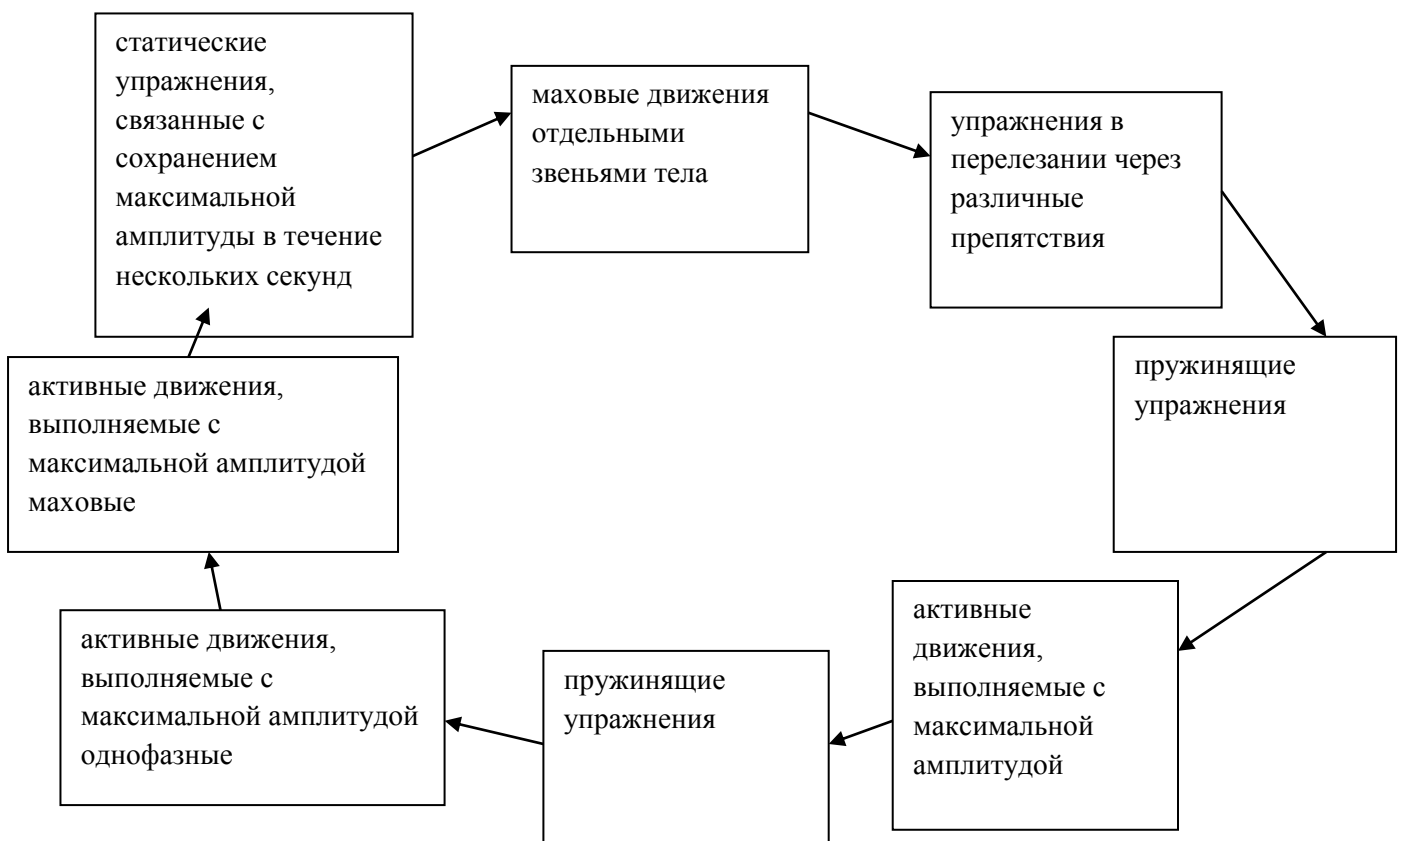 статические
упражнения,
связанные с
сохранением
максимальной
амплитуды в течение
нескольких секунд
маховые движения
отдельными
звеньями тела
упражнения в
перелезании через
различные
препятствия
пружинящие
упражнения
активные
движения,
выполняемые с
максимальной
амплитудой
пружинящие
упражнения
активные движения,
выполняемые с
максимальной амплитудой
однофазные
активные движения,
выполняемые с
максимальной амплитудой
маховые